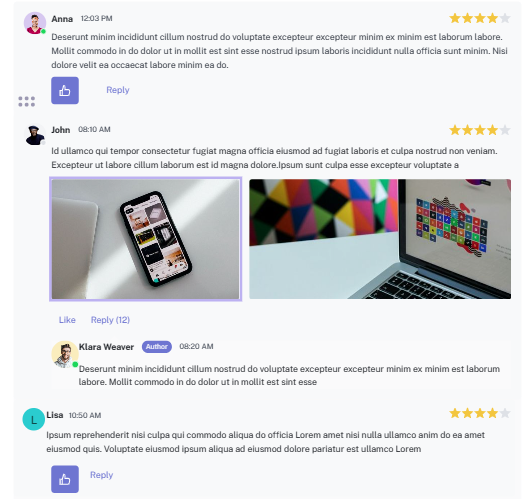 Anna 12:03 PM
Deserunt minim incididunt cillum nostrud do voluptate excepteur excepteur minim ex minim est laborum labore.
Mollit commodo in do dolor ut in mollit est sint esse nostrud ipsum laboris incididunt nulla officia sunt minim. Nisi
dolore velit ea occaecat labore minim ea do.
Reply
John 08:10 AM
Id ullamco qui tempor consectetur fugiat magna officia eiusmod ad fugiat laboris et culpa nostrud non veniam.
Excepteur ut labore cillum laborum est id magna dolore.Ipsum sunt culpa esse excepteur voluptate a
Like Reply (12)
Klara Weaver Author 08:20 AM
Deserunt minim incididunt cillum nostrud do voluptate excepteur excepteur minim ex minim est laborum
labore. Mollit commodo in do dolor ut in mollit est sint esse
L Lisa 10:50 AM
Ipsum reprehenderit nisi culpa qui commodo aliqua do officia Lorem amet nisi nulla ullamco anim do ea amet
eiusmod quis. Voluptate eiusmod ipsum aliqua ad eiusmod dolore pariatur est ullamco Lorem
Reply